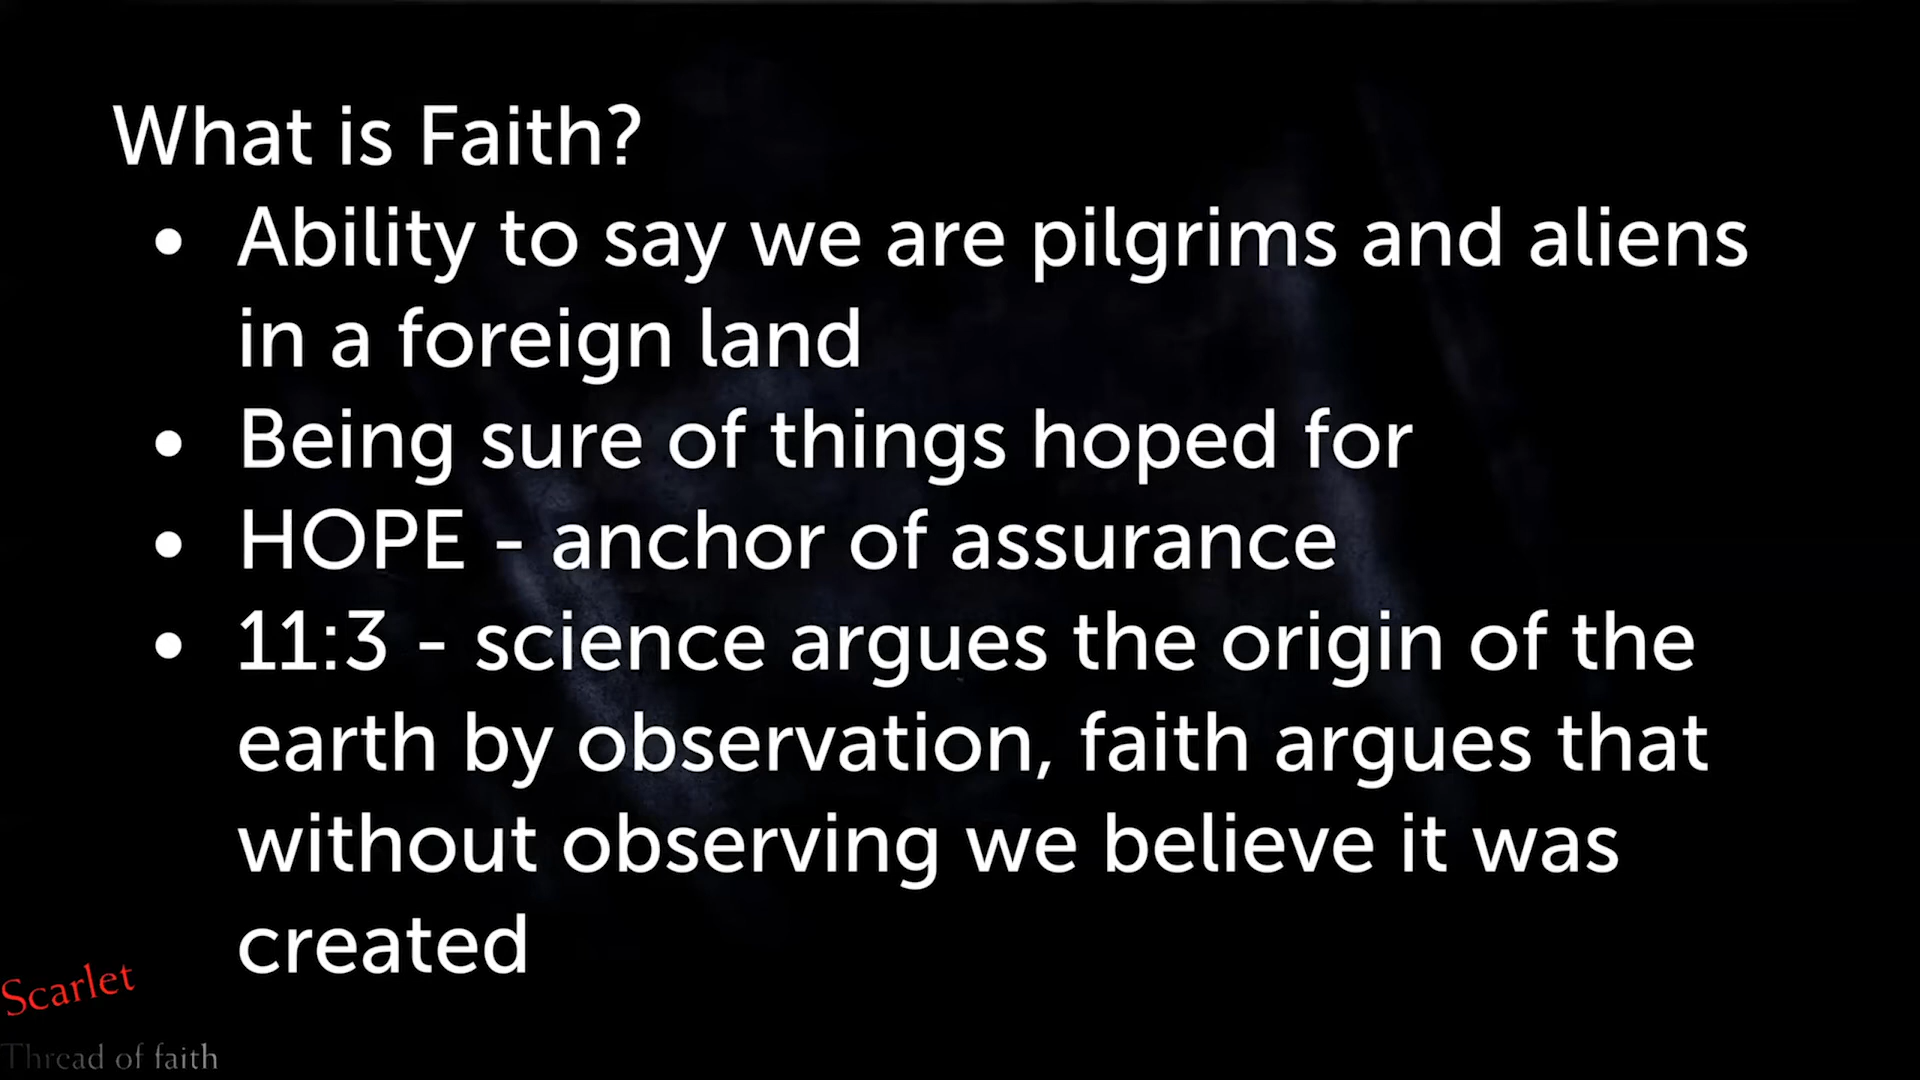 What is Faith?
• Ability to say we are pilgrims and aliens
in a foreign land
• Being sure of things hoped for
• HOPE - anchor of assurance
• 11:3 - science argues the origin of the
earth by observation, faith argues that
without observing we believe it was
created
Scarlet
Thread of faith